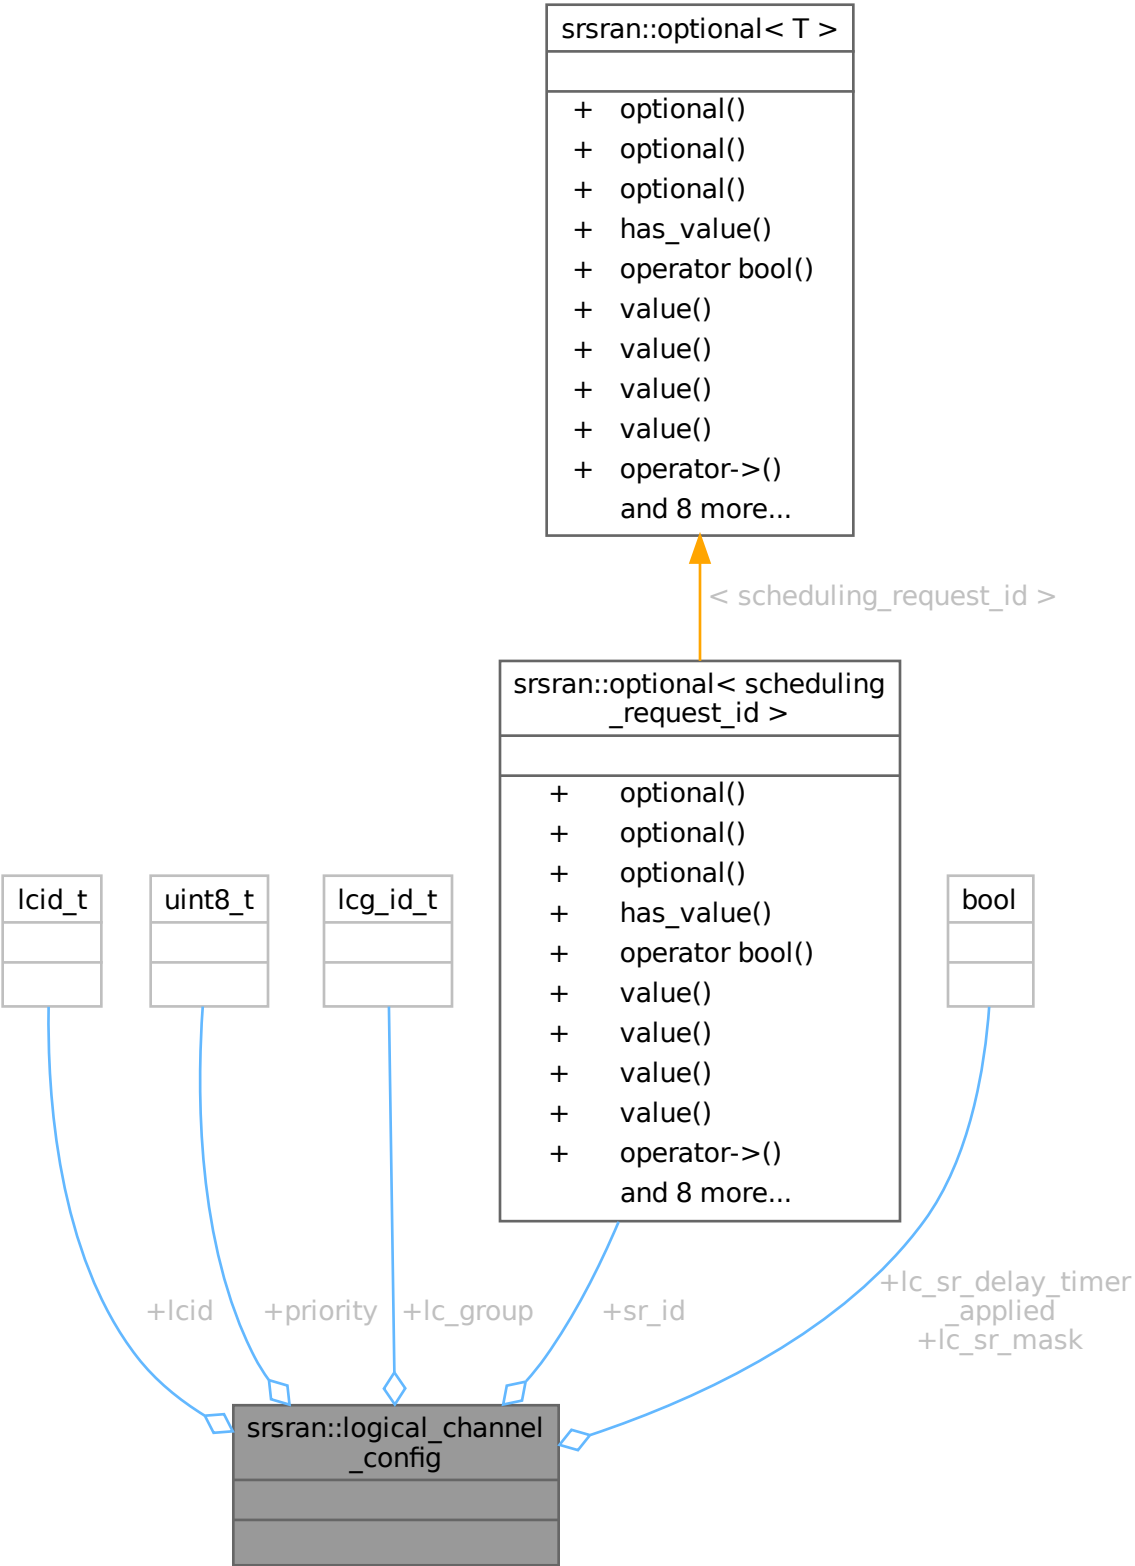 srsran::optional< T >
+ optional()
+ optional()
+ optional()
+ has_value()
+ operator bool()
+ value()
+ value()
+ value()
+ value()
+ operator->()
and 8 more...
< scheduling_request_id >
srsran::optional< scheduling
_request_id >
+ optional()
+ optional()
+ optional()
+ has_value()
+ operator bool()
+ value()
+ value()
+ value()
+ value()
+ operator->()
and 8 more...
lcid_t
uint8_t
lcg_id_t
bool
+lcid
+priority
+lc_group
+sr_id
+lc_sr_delay_timer
_applied
+lc_sr_mask
srsran::logical_channel
_config